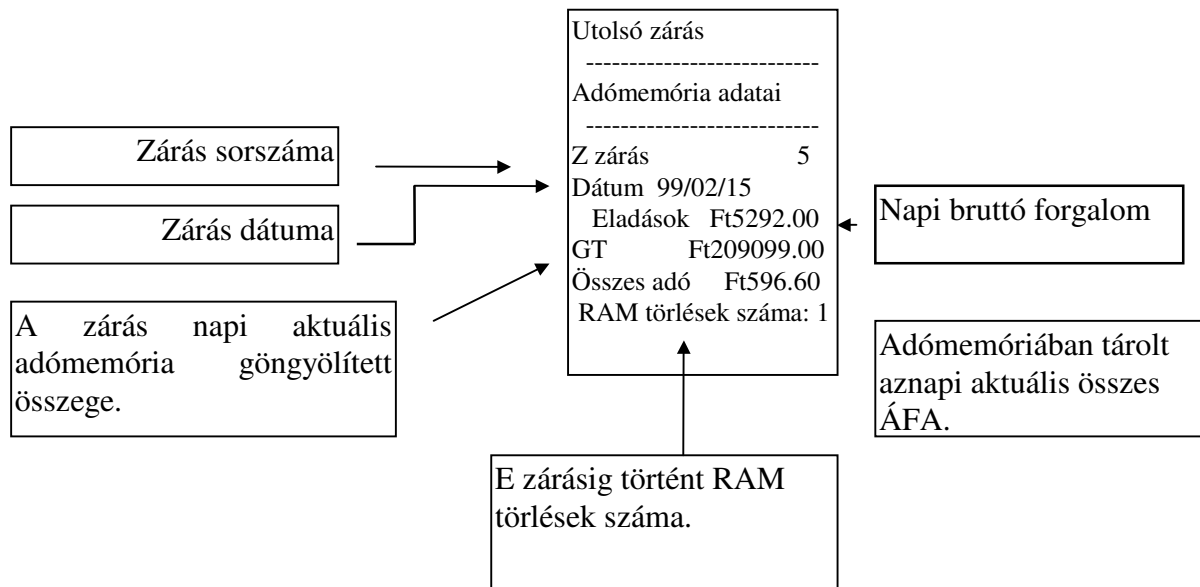 Utolsó zárás
---------------------------
Adómemória adatai
---------------------------
Z zárás 5
Dátum 99/02/15
Eladások Ft5292.00
GT Ft209099.00
Összes adó Ft596.60
RAM törlések száma: 1
Zárás sorszáma
Zárás dátuma
A zárás napi aktuális
adómemória göngyölített
összege.
Napi bruttó forgalom
Adómemóriában tárolt
aznapi aktuális összes
ÁFA.
E zárásig történt RAM
törlések száma.